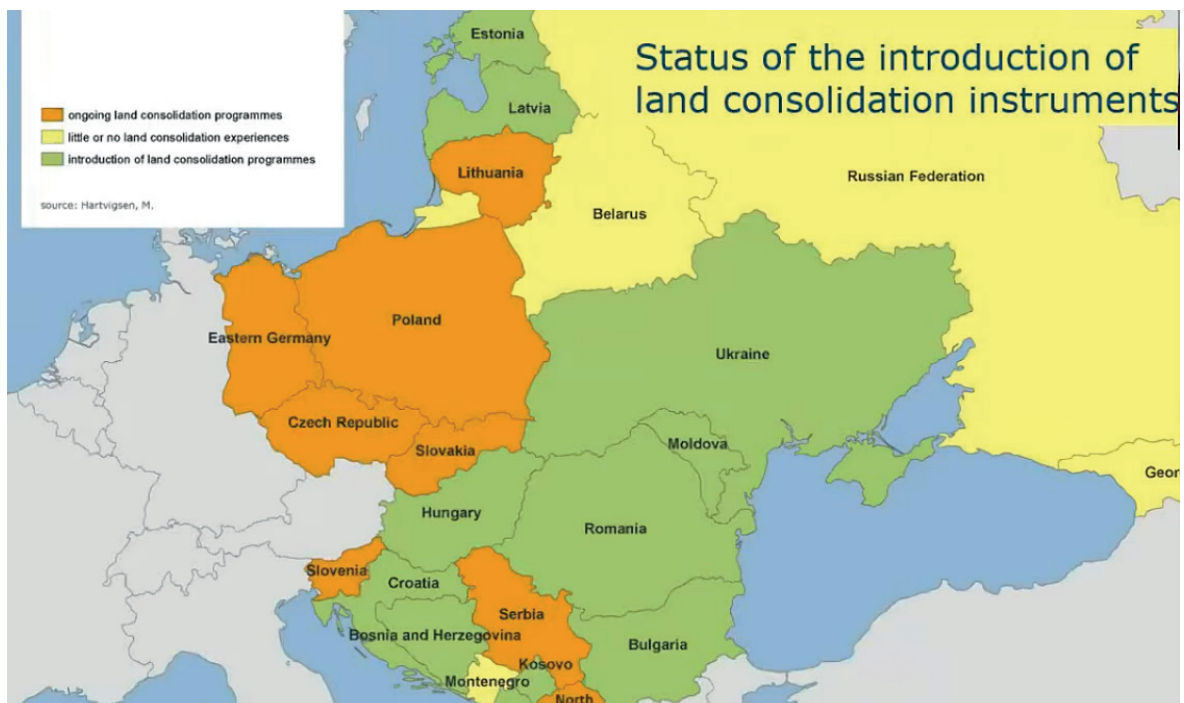 Status of the introduction of
land consolidation instruments
ongoing land consolidation programmes
little or no land consolidation experiences
introduction of land consolidation programmes
source: Hartvigsen, M.
Estonia
Latvia
Lithuania
Russian Federation
Belarus
Poland
Eastern Germany
Ukraine
Czech Republic
Moldova
Slovakia
Geor
Hungary
Romania
Slovenia
Croatia
Serbia
Bosnia and Herzegovina
Bulgaria
Kosovo
Montenegro
North